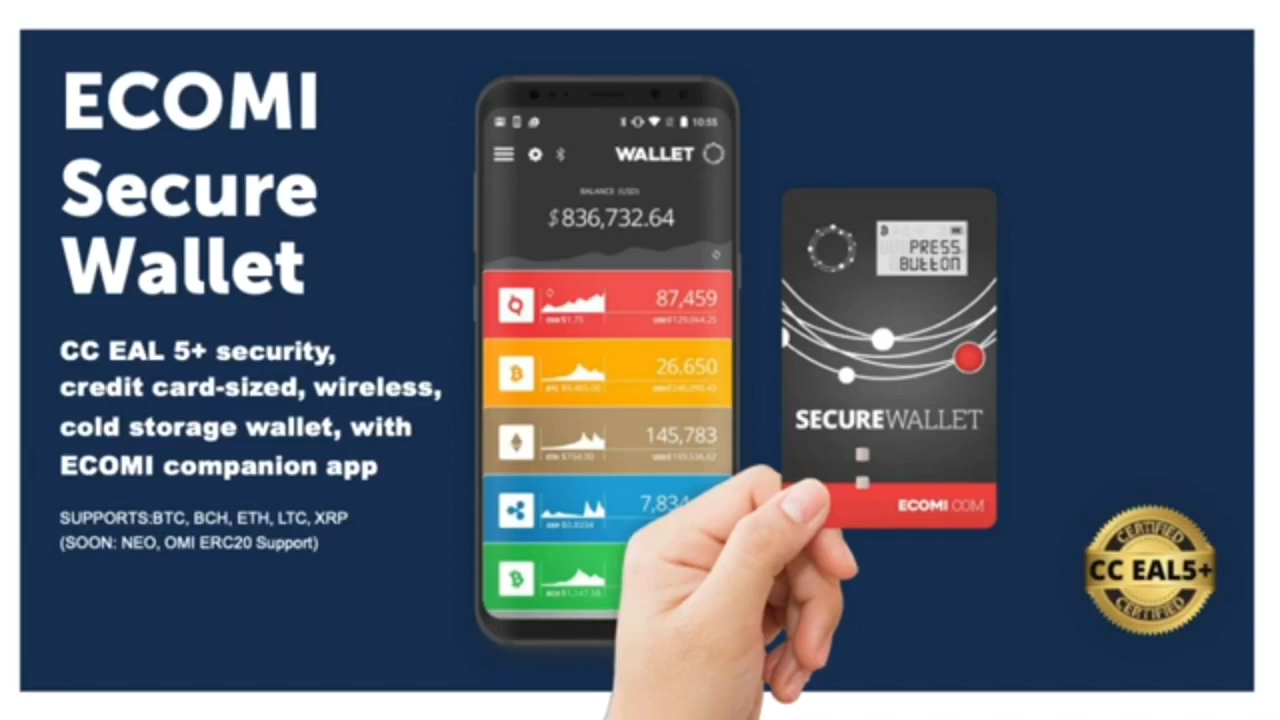 ECOMI
Secure
Wallet
CC EAL 5+ security,
credit card-sized, wireless,
cold storage wallet, with
ECOMI companion app
SUPPORTS:BTC, BCH, ETH, LTC, XRP
(SOON: NEO, OMI ERC20 Support)
10:55
WALLET
BALANCE (USD)
$836,732.64
87,459
26.650
145,783
7,834
PRESS
BUttON
SECUREWALLET
ECOMI.COM
CERTIFIED
CC EAL5+
CERTIFIED